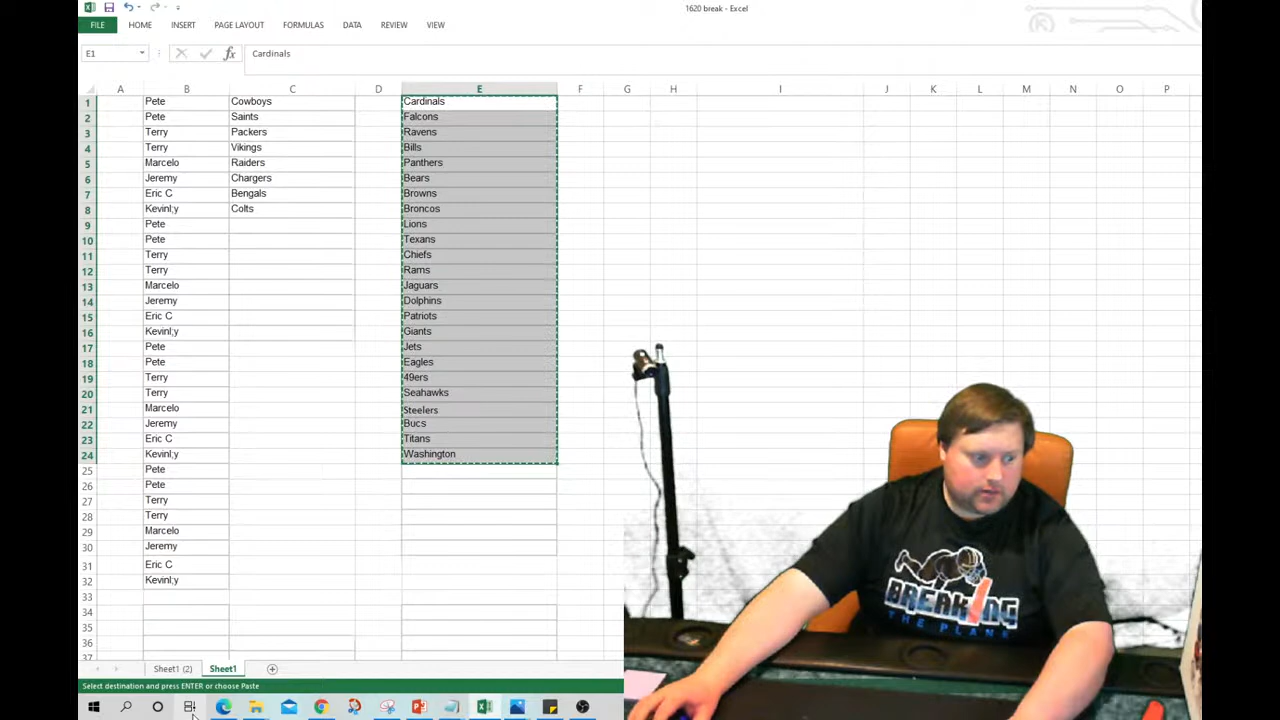 1620 break - Excel
FILE HOME INSERT PAGE LAYOUT FORMULAS DATA REVIEW VIEW
E1 fx Cardinals
A B C D E F G H I J K L M N O P
1 Pete Cowboys Cardinals
2 Pete Saints Falcons
3 Terry Packers Ravens
4 Terry Vikings Bills
5 Marcelo Raiders Panthers
6 Jeremy Chargers Bears
7 Eric C Bengals Browns
8 Kevinl;y Colts Broncos
9 Pete Lions
10 Pete Texans
11 Terry Chiefs
12 Terry Rams
13 Marcelo Jaguars
14 Jeremy Dolphins
15 Eric C Patriots
16 Kevinl;y Giants
17 Pete Jets
18 Pete Eagles
19 Terry 49ers
20 Terry Seahawks
21 Marcelo Steelers
22 Jeremy Bucs
23 Eric C Titans
24 Kevinl;y Washington
25 Pete
26 Pete
27 Terry
28 Terry
29 Marcelo
30 Jeremy
31 Eric C
32 Kevinl;y
33
34
35
36
37
BREAKING
THE PLANE
Sheet1 (2) Sheet1
Select destination and press ENTER or choose Paste